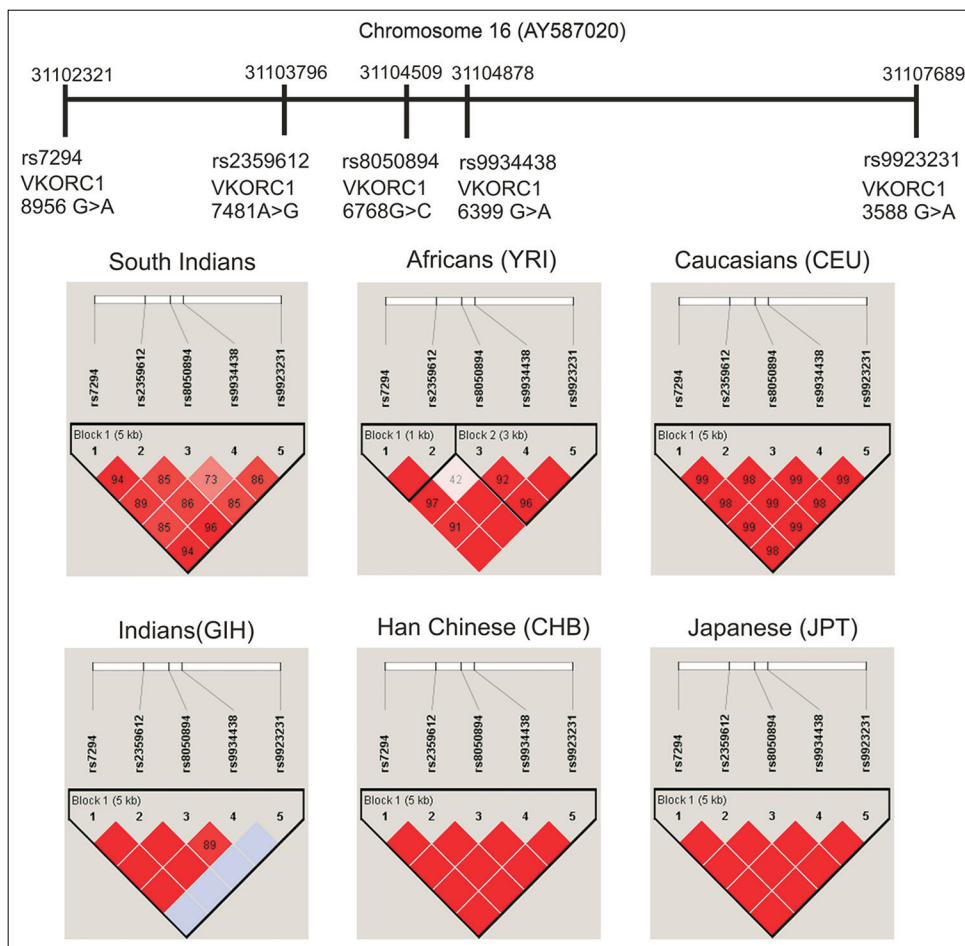 Chromosome 16 (AY587020)
31102321 31103796 31104509 31104878 31107689
rs7294 rs2359612 rs8050894 rs9934438 rs9923231
VKORC1 VKORC1 VKORC1 VKORC1 VKORC1
8956 G>A 7481A>G 6768G>C 6399 G>A 3588 G>A
South Indians
rs7294 rs2359612 rs8050894 rs9934438 rs9923231
Block 1 (5 kb)
1 2 3 4 5
94 85 73 86
89 86 85
85 96
94
Africans (YRI)
rs7294 rs2359612 rs8050894 rs9934438 rs9923231
Block 1 (1 kb) Block 2 (3 kb)
1 2 3 4 5
42 92
97 96
91
Caucasians (CEU)
rs7294 rs2359612 rs8050894 rs9934438 rs9923231
Block 1 (5 kb)
1 2 3 4 5
99 98 99 99
98 99 98
99 99
98
Indians(GIH)
rs7294 rs2359612 rs8050894 rs9934438 rs9923231
Block 1 (5 kb)
1 2 3 4 5
89
Han Chinese (CHB)
rs7294 rs2359612 rs8050894 rs9934438 rs9923231
Block 1 (5 kb)
1 2 3 4 5
Japanese (JPT)
rs7294 rs2359612 rs8050894 rs9934438 rs9923231
Block 1 (5 kb)
1 2 3 4 5